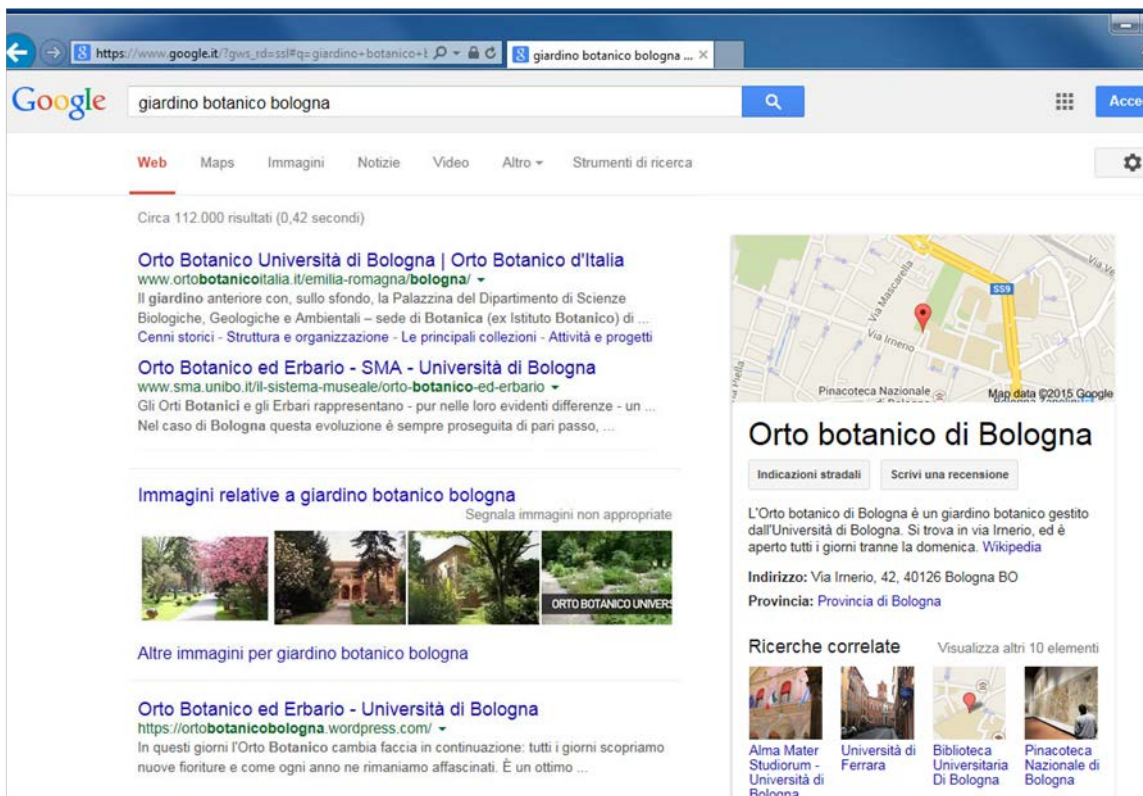 https://www.google.it/?gws_rd=ssl#q=giardino+botanico+b
giardino botanico bologna ...
Google
giardino botanico bologna
Acce
Web Maps Immagini Notizie Video Altro Strumenti di ricerca
Circa 112.000 risultati (0,42 secondi)
Orto Botanico Università di Bologna | Orto Botanico d'Italia
www.ortobotanicoitalia.it/emilia-romagna/bologna/
Il giardino anteriore con, sullo sfondo, la Palazzina del Dipartimento di Scienze
Biologiche, Geologiche e Ambientali – sede di Botanica (ex Istituto Botanico) di ...
Cenni storici - Struttura e organizzazione - Le principali collezioni - Attività e progetti
Orto Botanico ed Erbario - SMA - Università di Bologna
www.sma.unibo.it/il-sistema-museale/orto-botanico-ed-erbario
Gli Orti Botanici e gli Erbari rappresentano - pur nelle loro evidenti differenze - un ...
Nel caso di Bologna questa evoluzione è sempre proseguita di pari passo, ...
Immagini relative a giardino botanico bologna
Segnala immagini non appropriate
ORTO BOTANICO UNIVERS
Altre immagini per giardino botanico bologna
Orto Botanico ed Erbario - Università di Bologna
https://ortobotanicobologna.wordpress.com/
In questi giorni l'Orto Botanico cambia faccia in continuazione: tutti i giorni scopriamo
nuove fioriture e come ogni anno ne rimaniamo affascinati. È un ottimo ...
Via Mascarella
SS9
Via Irnerio
Piella
Pinacoteca Nazionale
Map data ©2015 Google
Orto botanico di Bologna
Indicazioni stradali Scrivi una recensione
L'Orto botanico di Bologna è un giardino botanico gestito
dall'Università di Bologna. Si trova in via Irnerio, ed è
aperto tutti i giorni tranne la domenica. Wikipedia
Indirizzo: Via Irnerio, 42, 40126 Bologna BO
Provincia: Provincia di Bologna
Ricerche correlate Visualizza altri 10 elementi
Alma Mater
Studiorum -
Università di
Bologna
Università di
Ferrara
Biblioteca
Universitaria
Di Bologna
Pinacoteca
Nazionale di
Bologna